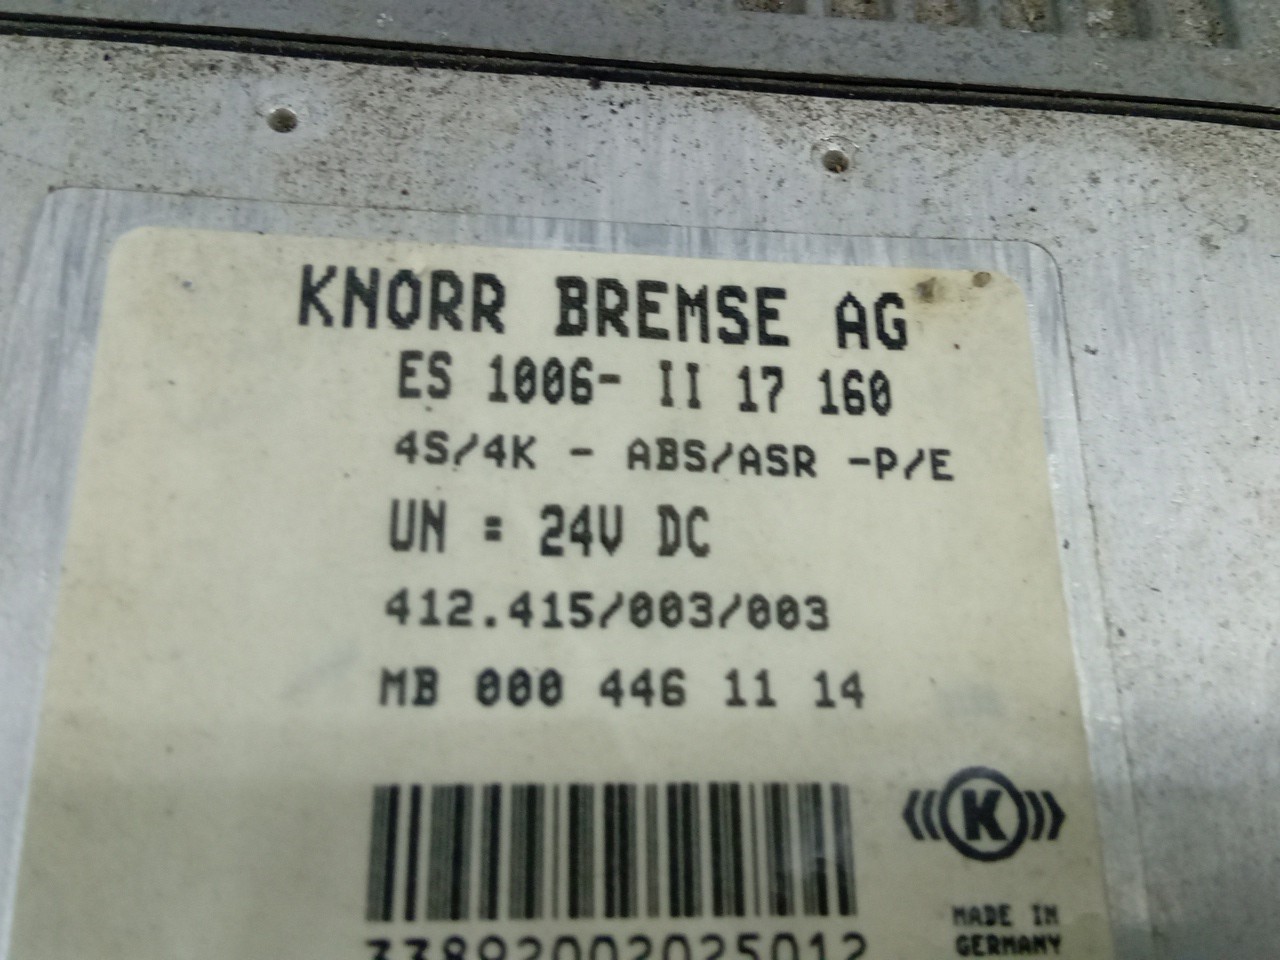 KNORR BREMSE AG
ES 1006- II 17 160
4S/4K - ABS/ASR -P/E
UN = 24V DC
412.415/003/003
MB 000 446 11 14
K
33892002025012
MADE IN
GERMANY